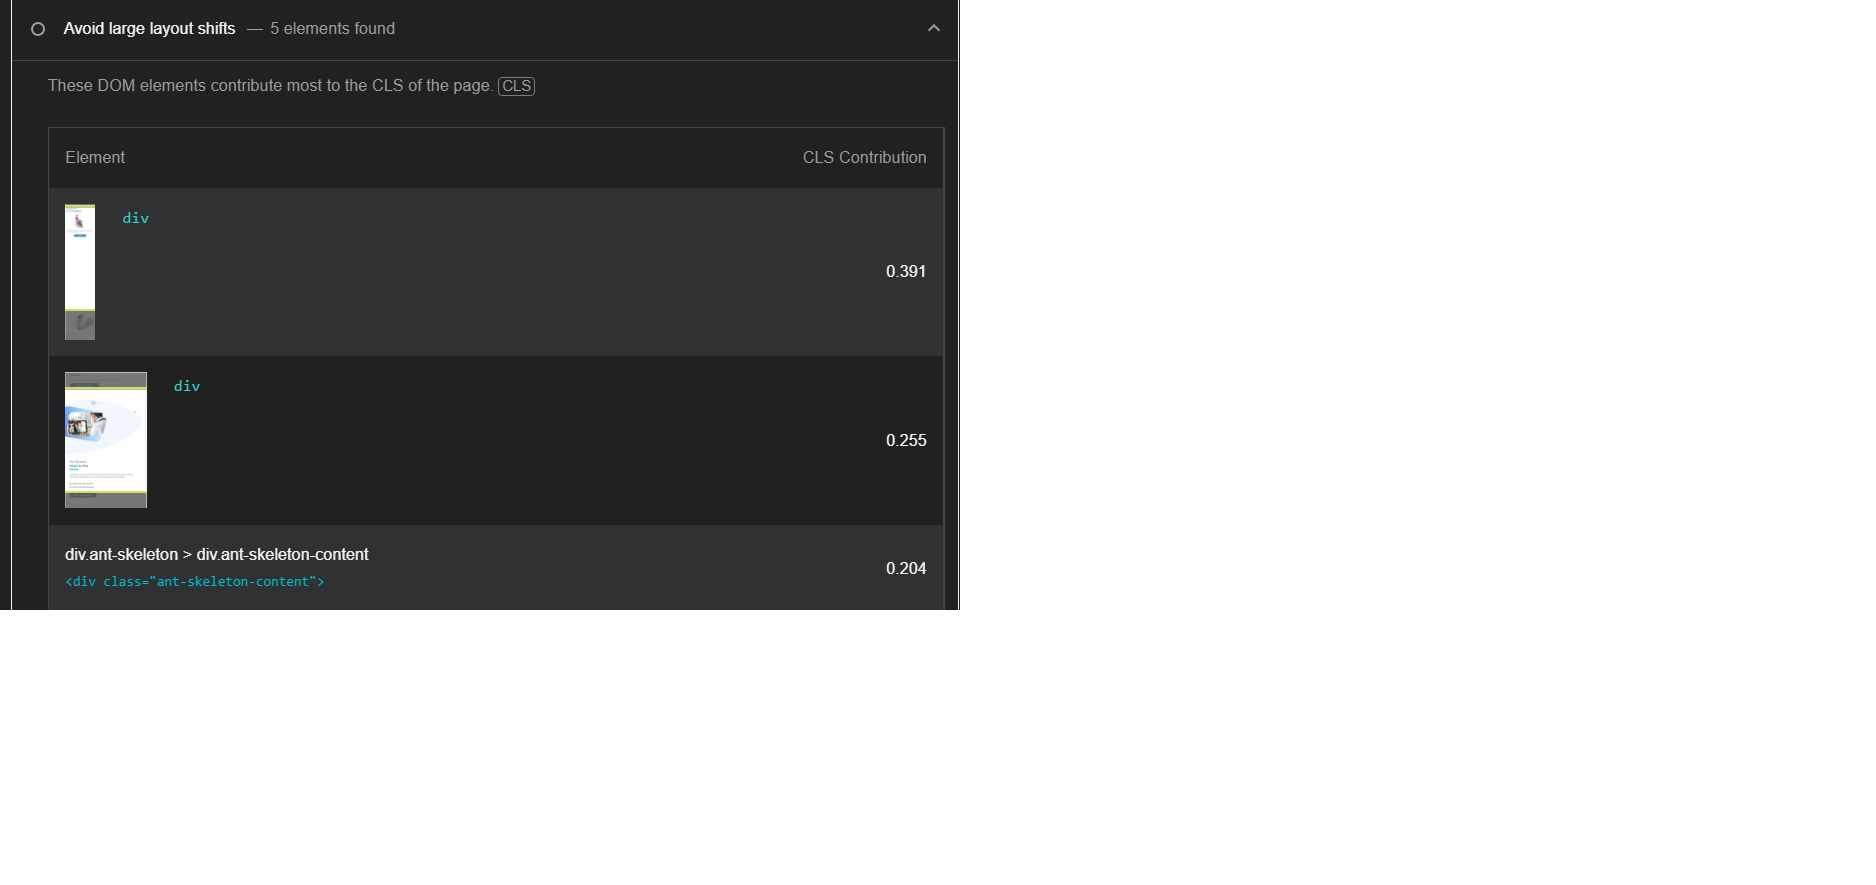 Avoid large layout shifts — 5 elements found
These DOM elements contribute most to the CLS of the page. CLS
Element CLS Contribution
div
0.391
div
0.255
div.ant-skeleton > div.ant-skeleton-content
<div class="ant-skeleton-content">
0.204